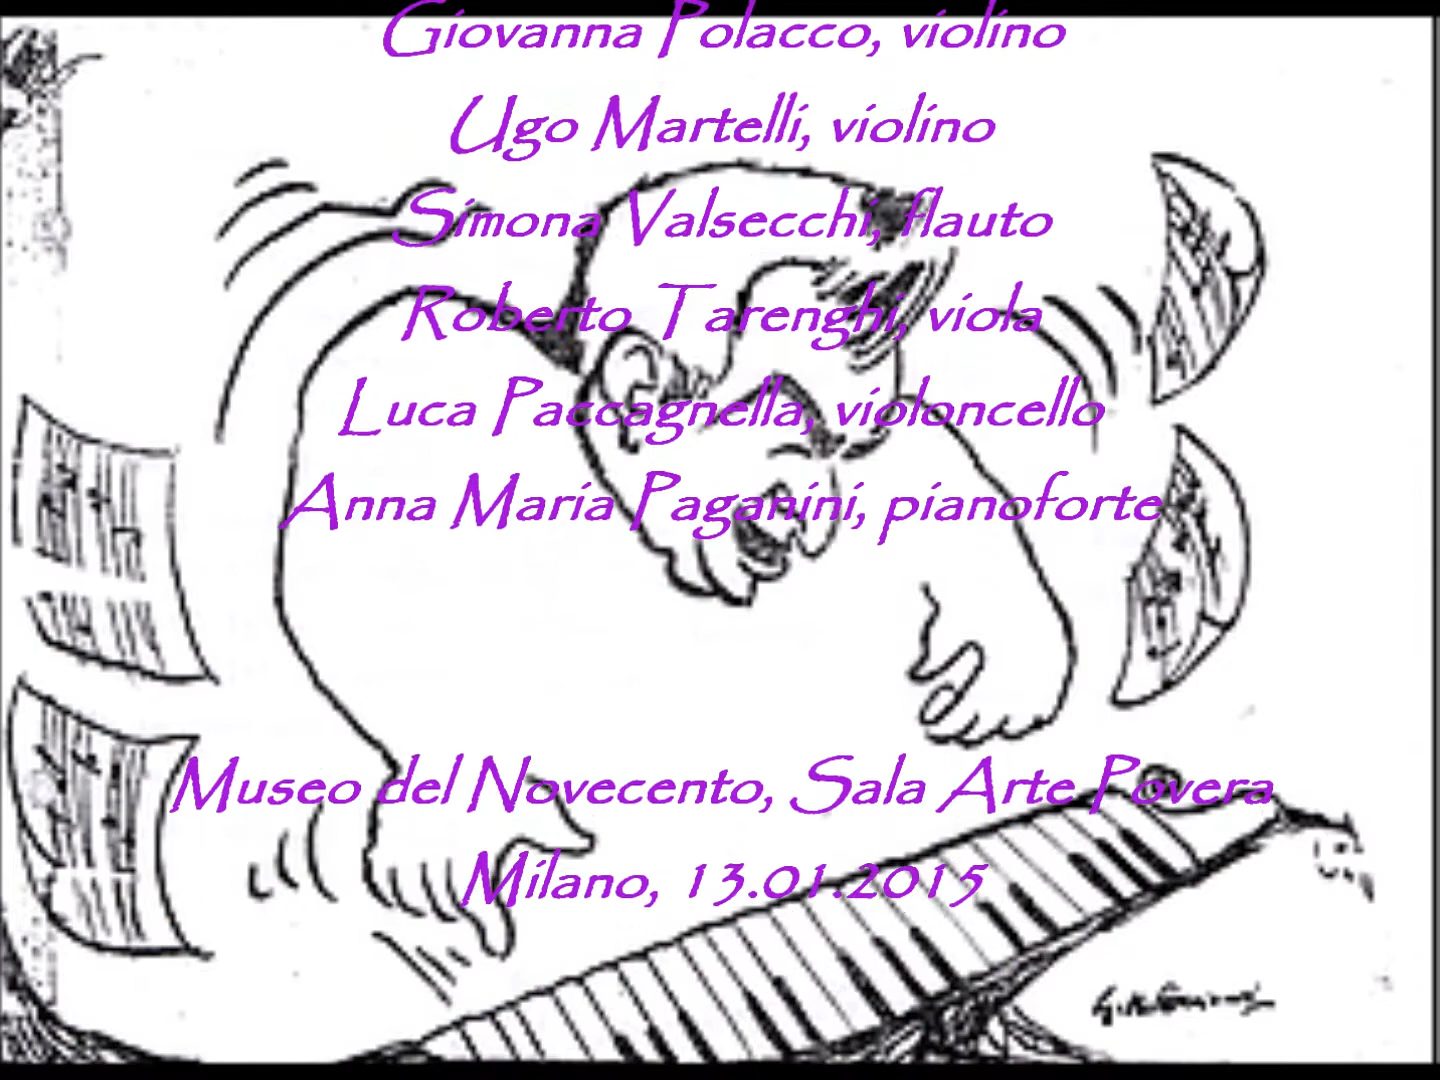 Giovanna Polacco, violino
Ugo Martelli, violino
Simona Valsecchi, flauto
Roberto Tarenghi, viola
Luca Paccagnella, violoncello
Anna Maria Paganini, pianoforte
Museo del Novecento, Sala Arte Povera
Milano, 13.01.2015